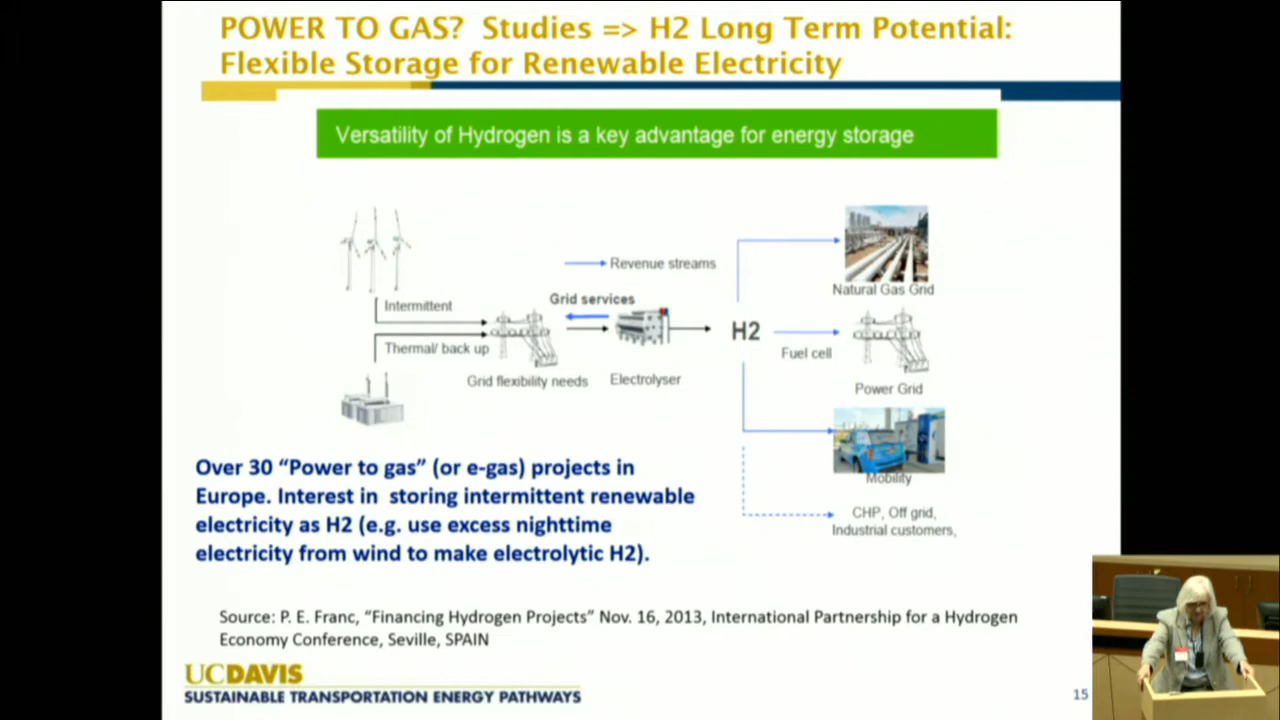 POWER TO GAS? Studies => H2 Long Term Potential:
Flexible Storage for Renewable Electricity
Versatility of Hydrogen is a key advantage for energy storage
Revenue streams
Natural Gas Grid
Intermittent
Grid services
H2
Thermal/ back up
Fuel cell
Grid flexibility needs
Electrolyser
Power Grid
Mobility
CHP, Off grid,
Industrial customers,
Over 30 “Power to gas” (or e-gas) projects in
Europe. Interest in storing intermittent renewable
electricity as H2 (e.g. use excess nighttime
electricity from wind to make electrolytic H2).
Source: P. E. Franc, “Financing Hydrogen Projects” Nov. 16, 2013, International Partnership for a Hydrogen
Economy Conference, Seville, SPAIN
UCDAVIS
SUSTAINABLE TRANSPORTATION ENERGY PATHWAYS
15